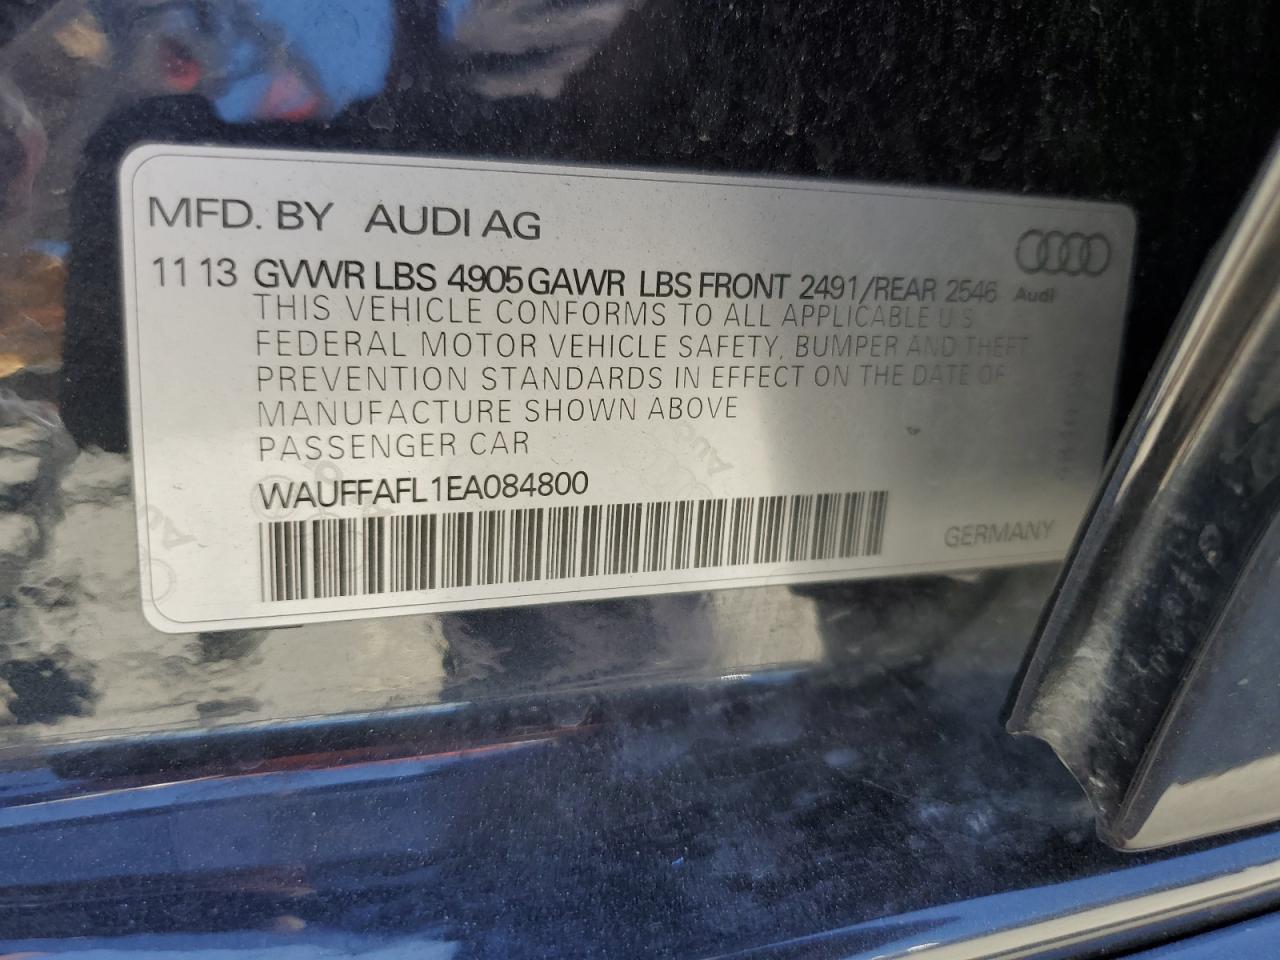 MFD. BY AUDI AG
11 13 GVWR LBS 4905 GAWR LBS FRONT 2491/REAR 2546
Audi
THIS VEHICLE CONFORMS TO ALL APPLICABLE U S
FEDERAL MOTOR VEHICLE SAFETY, BUMPER AND THEFT
PREVENTION STANDARDS IN EFFECT ON THE DATE OF
MANUFACTURE SHOWN ABOVE
PASSENGER CAR
WAUFFAFL1EA084800
GERMANY